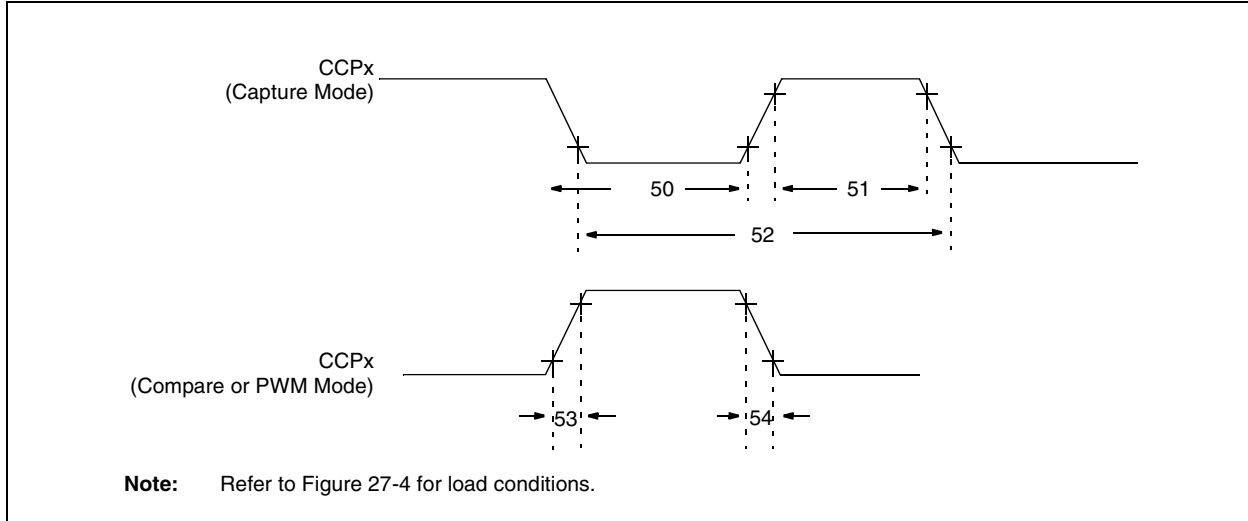 CCPx
(Capture Mode)
50
51
52
CCPx
(Compare or PWM Mode)
53
54
Note: Refer to Figure 27-4 for load conditions.